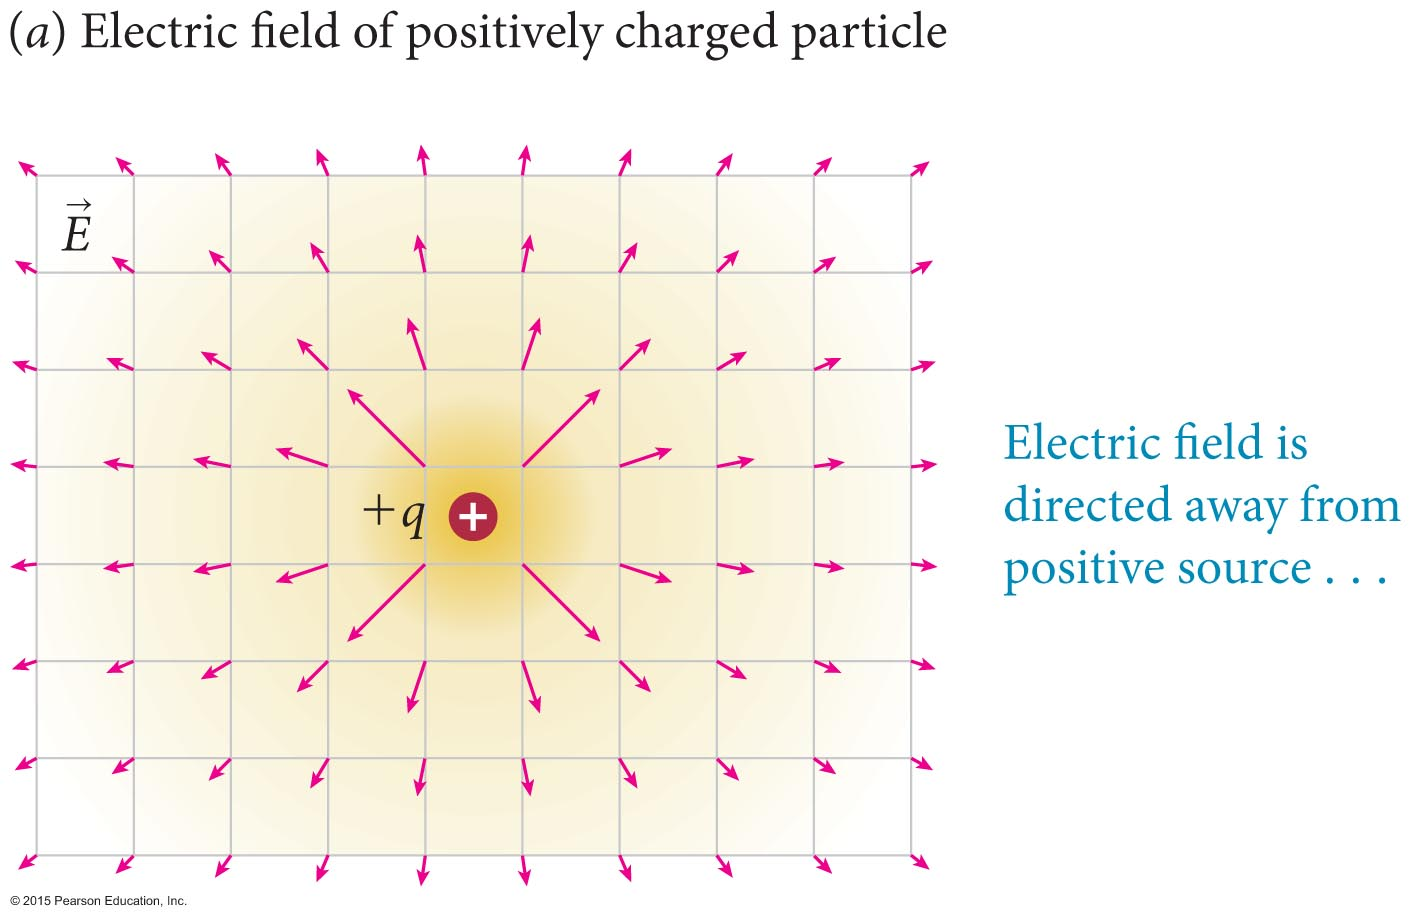 (a) Electric field of positively charged particle
E⃗
+q
+
Electric field is
directed away from
positive source . . .
© 2015 Pearson Education, Inc.